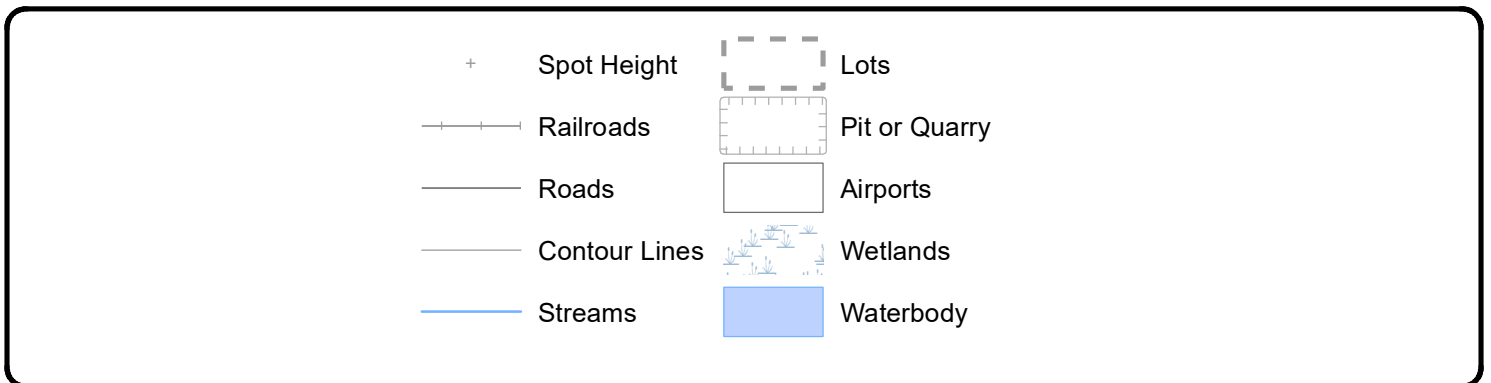 Spot Height
Railroads
Roads
Contour Lines
Streams
Lots
Pit or Quarry
Airports
Wetlands
Waterbody